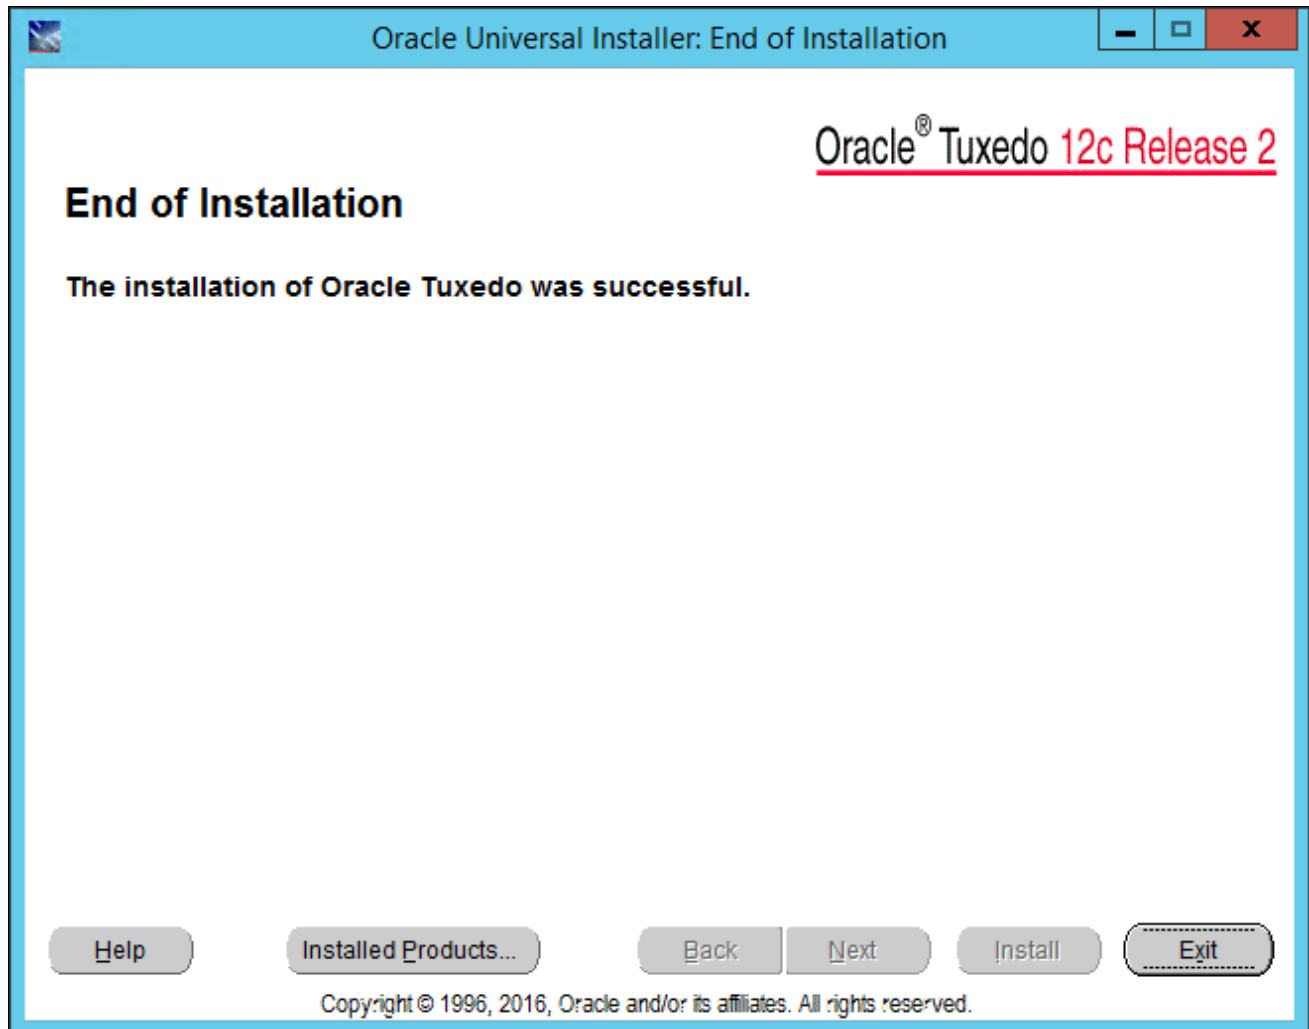 Oracle Universal Installer: End of Installation
Oracle® Tuxedo 12c Release 2
End of Installation
The installation of Oracle Tuxedo was successful.
Help Installed Products... Back Next Install Exit
Copyright © 1996, 2016, Oracle and/or its affiliates. All rights reserved.